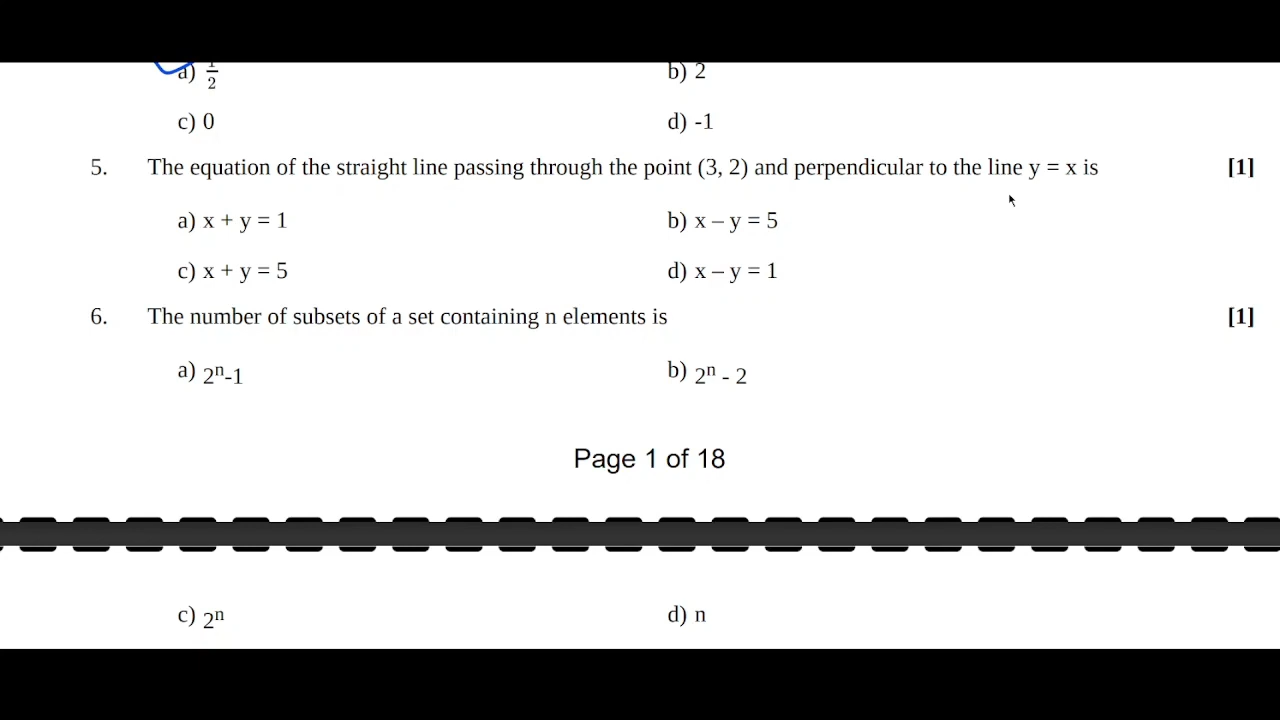 a) 1/2 b) 2
c) 0 d) -1
5. The equation of the straight line passing through the point (3, 2) and perpendicular to the line y = x is [1]
a) x + y = 1 b) x – y = 5
c) x + y = 5 d) x – y = 1
6. The number of subsets of a set containing n elements is [1]
a) 2ⁿ-1 b) 2ⁿ - 2
Page 1 of 18
c) 2ⁿ d) n